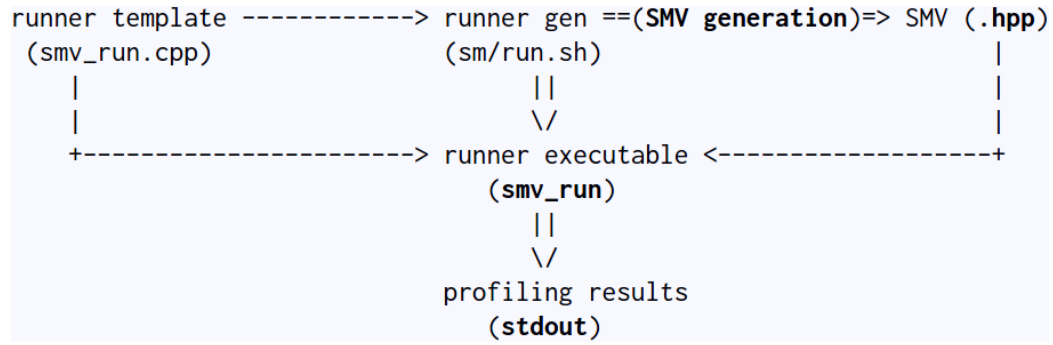 runner template ------------> runner gen ==(SMV generation)=> SMV (.hpp)
 (smv_run.cpp)                (sm/run.sh)                        |
    |                              ||                            |
    |                              \/                            |
    +-----------------------> runner executable <-------------------+
                                (smv_run)
                                   ||
                                   \/
                              profiling results
                                (stdout)